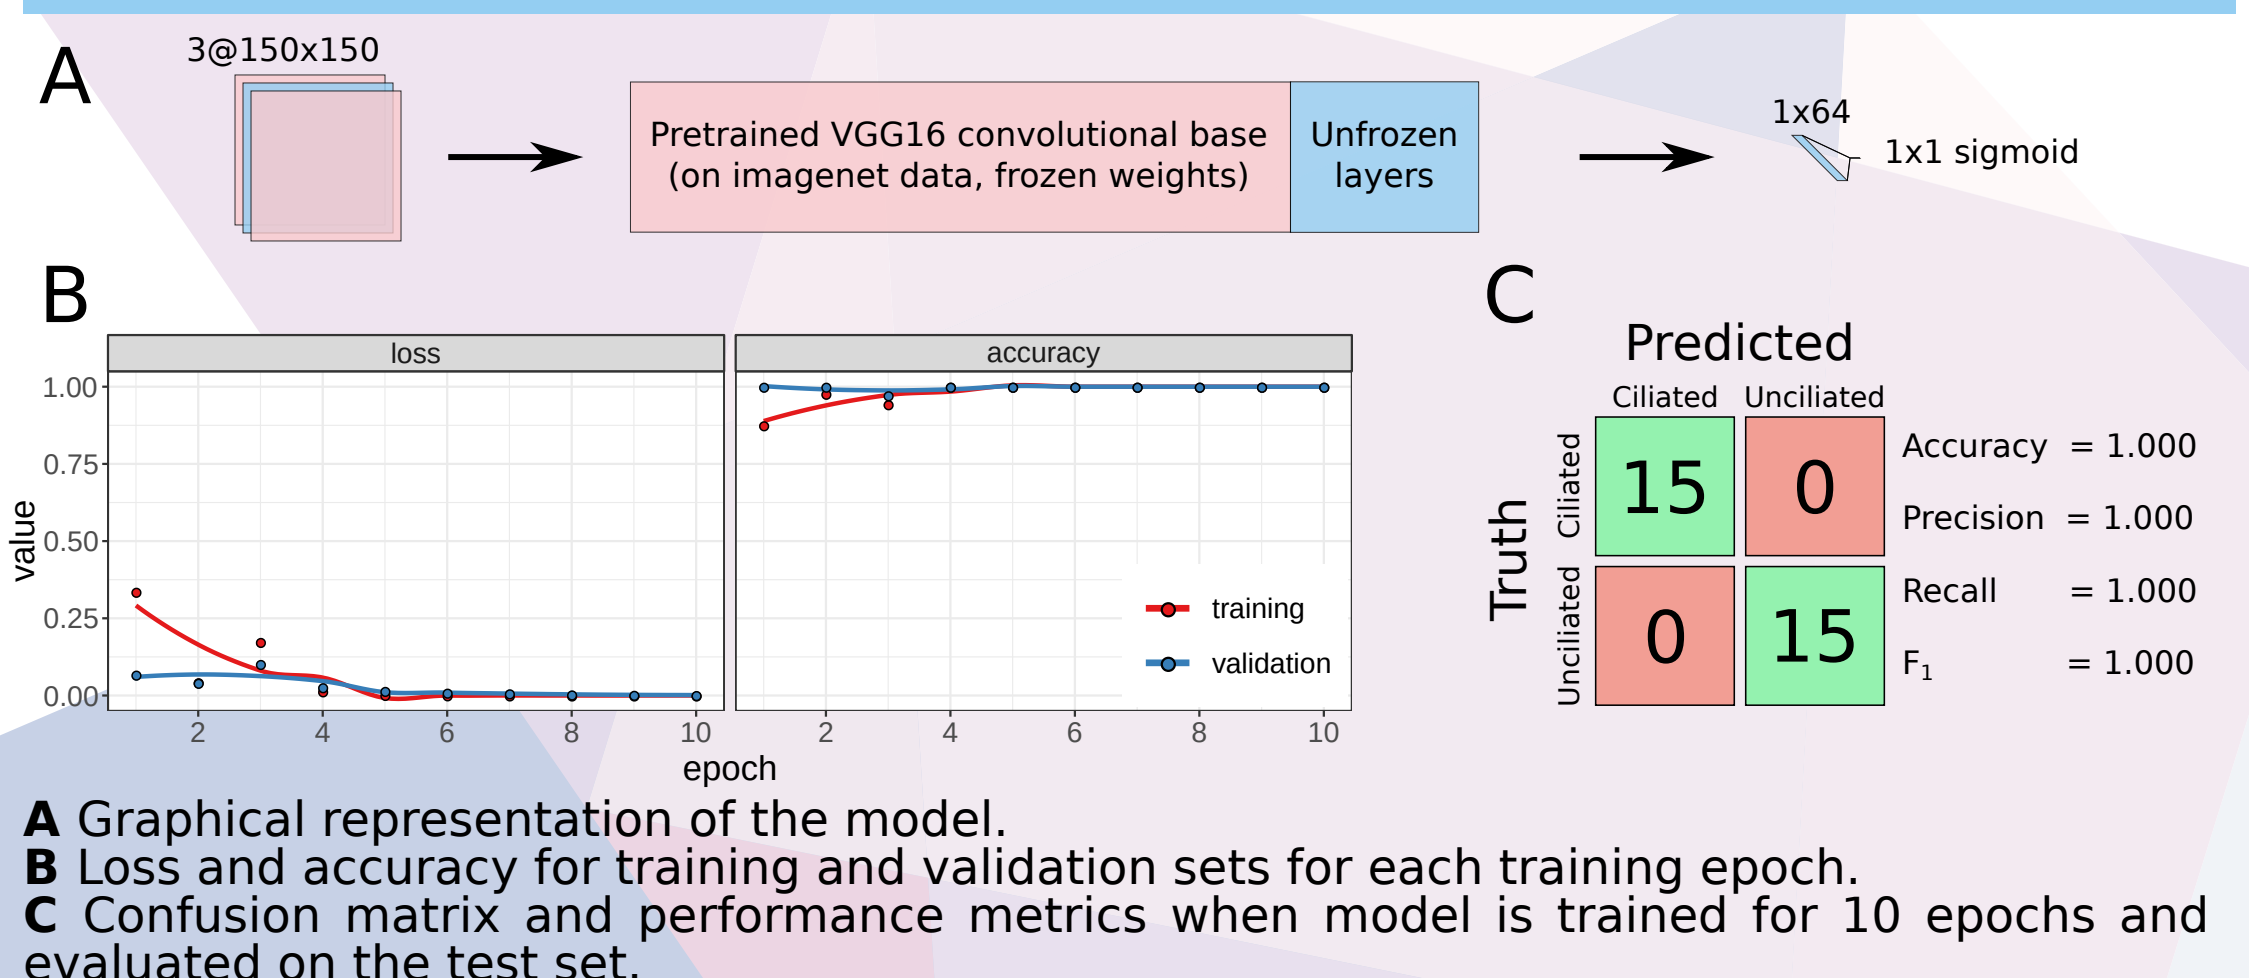 A
3@150x150
Pretrained VGG16 convolutional base
(on imagenet data, frozen weights)
Unfrozen
layers
1x64
1x1 sigmoid
B
loss
accuracy
value
1.00
0.75
0.50
0.25
0.00
2 4 6 8 10
2 4 6 8 10
epoch
training
validation
C
Predicted
Ciliated Unciliated
Truth
Ciliated
Unciliated
15 0
0 15
Accuracy = 1.000
Precision = 1.000
Recall = 1.000
F₁ = 1.000
A Graphical representation of the model.
B Loss and accuracy for training and validation sets for each training epoch.
C Confusion matrix and performance metrics when model is trained for 10 epochs and
evaluated on the test set.